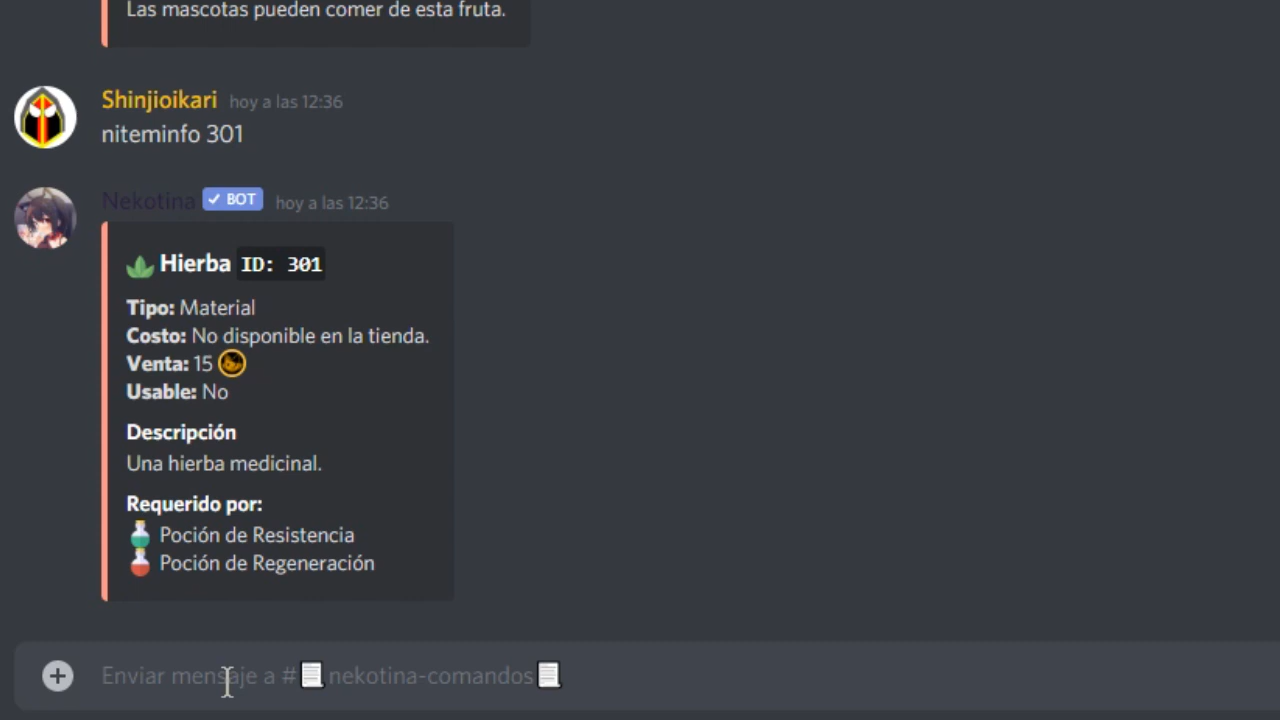 Las mascotas pueden comer de esta fruta.
Shinjioikari hoy a las 12:36
niteminfo 301
Nekotina ✓ BOT hoy a las 12:36
Hierba ID: 301
Tipo: Material
Costo: No disponible en la tienda.
Venta: 15
Usable: No
Descripción
Una hierba medicinal.
Requerido por:
Poción de Resistencia
Poción de Regeneración
Enviar mensaje a #📃nekotina-comandos📃